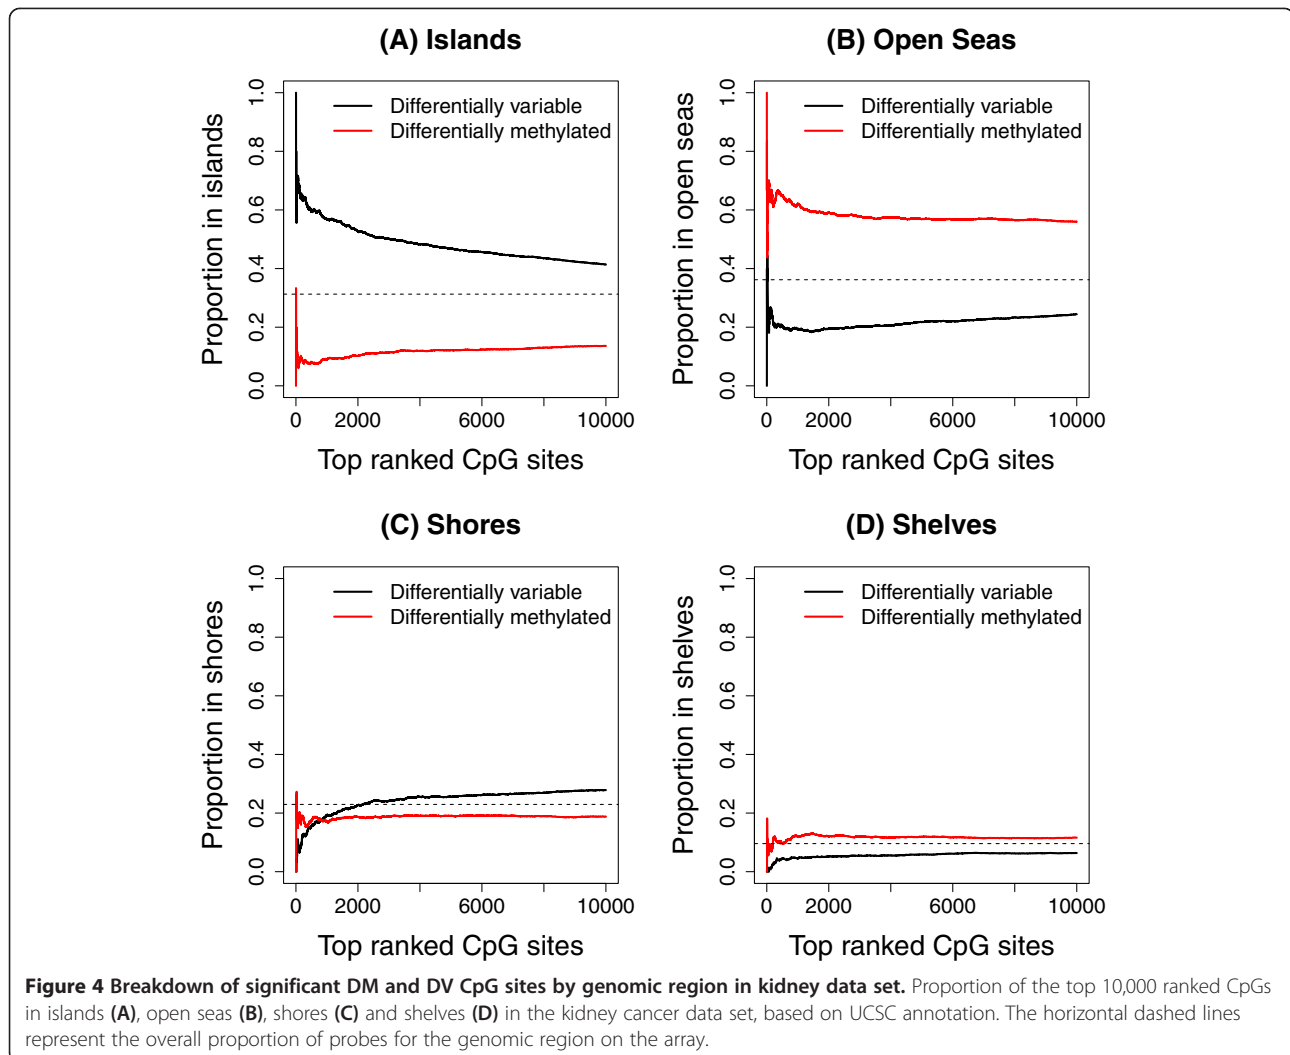 (A) Islands
Proportion in islands
1.0
0.8
0.6
0.4
0.2
0.0
Differentially variable
Differentially methylated
0 2000 6000 10000
Top ranked CpG sites
(B) Open Seas
Proportion in open seas
1.0
0.8
0.6
0.4
0.2
0.0
Differentially variable
Differentially methylated
0 2000 6000 10000
Top ranked CpG sites
(C) Shores
Proportion in shores
1.0
0.8
0.6
0.4
0.2
0.0
Differentially variable
Differentially methylated
0 2000 6000 10000
Top ranked CpG sites
(D) Shelves
Proportion in shelves
1.0
0.8
0.6
0.4
0.2
0.0
Differentially variable
Differentially methylated
0 2000 6000 10000
Top ranked CpG sites
Figure 4 Breakdown of significant DM and DV CpG sites by genomic region in kidney data set. Proportion of the top 10,000 ranked CpGs
in islands (A), open seas (B), shores (C) and shelves (D) in the kidney cancer data set, based on UCSC annotation. The horizontal dashed lines
represent the overall proportion of probes for the genomic region on the array.